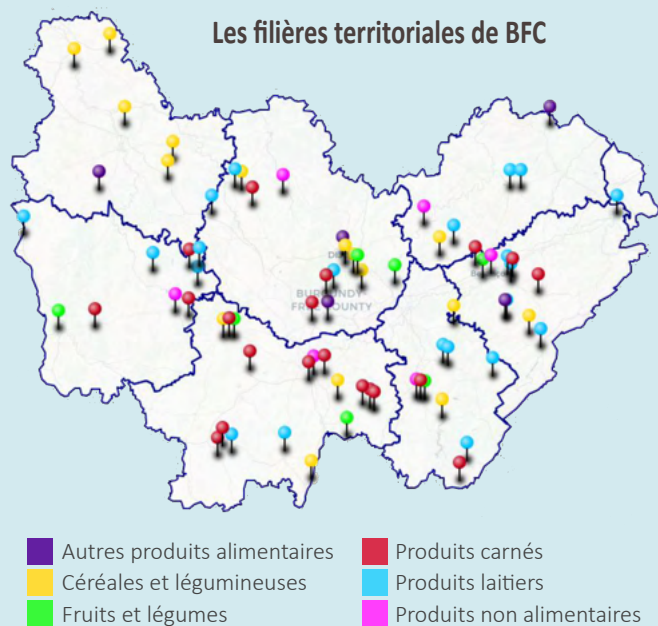 Les filières territoriales de BFC
Autres produits alimentaires
Produits carnés
Céréales et légumineuses
Produits laitiers
Fruits et légumes
Produits non alimentaires